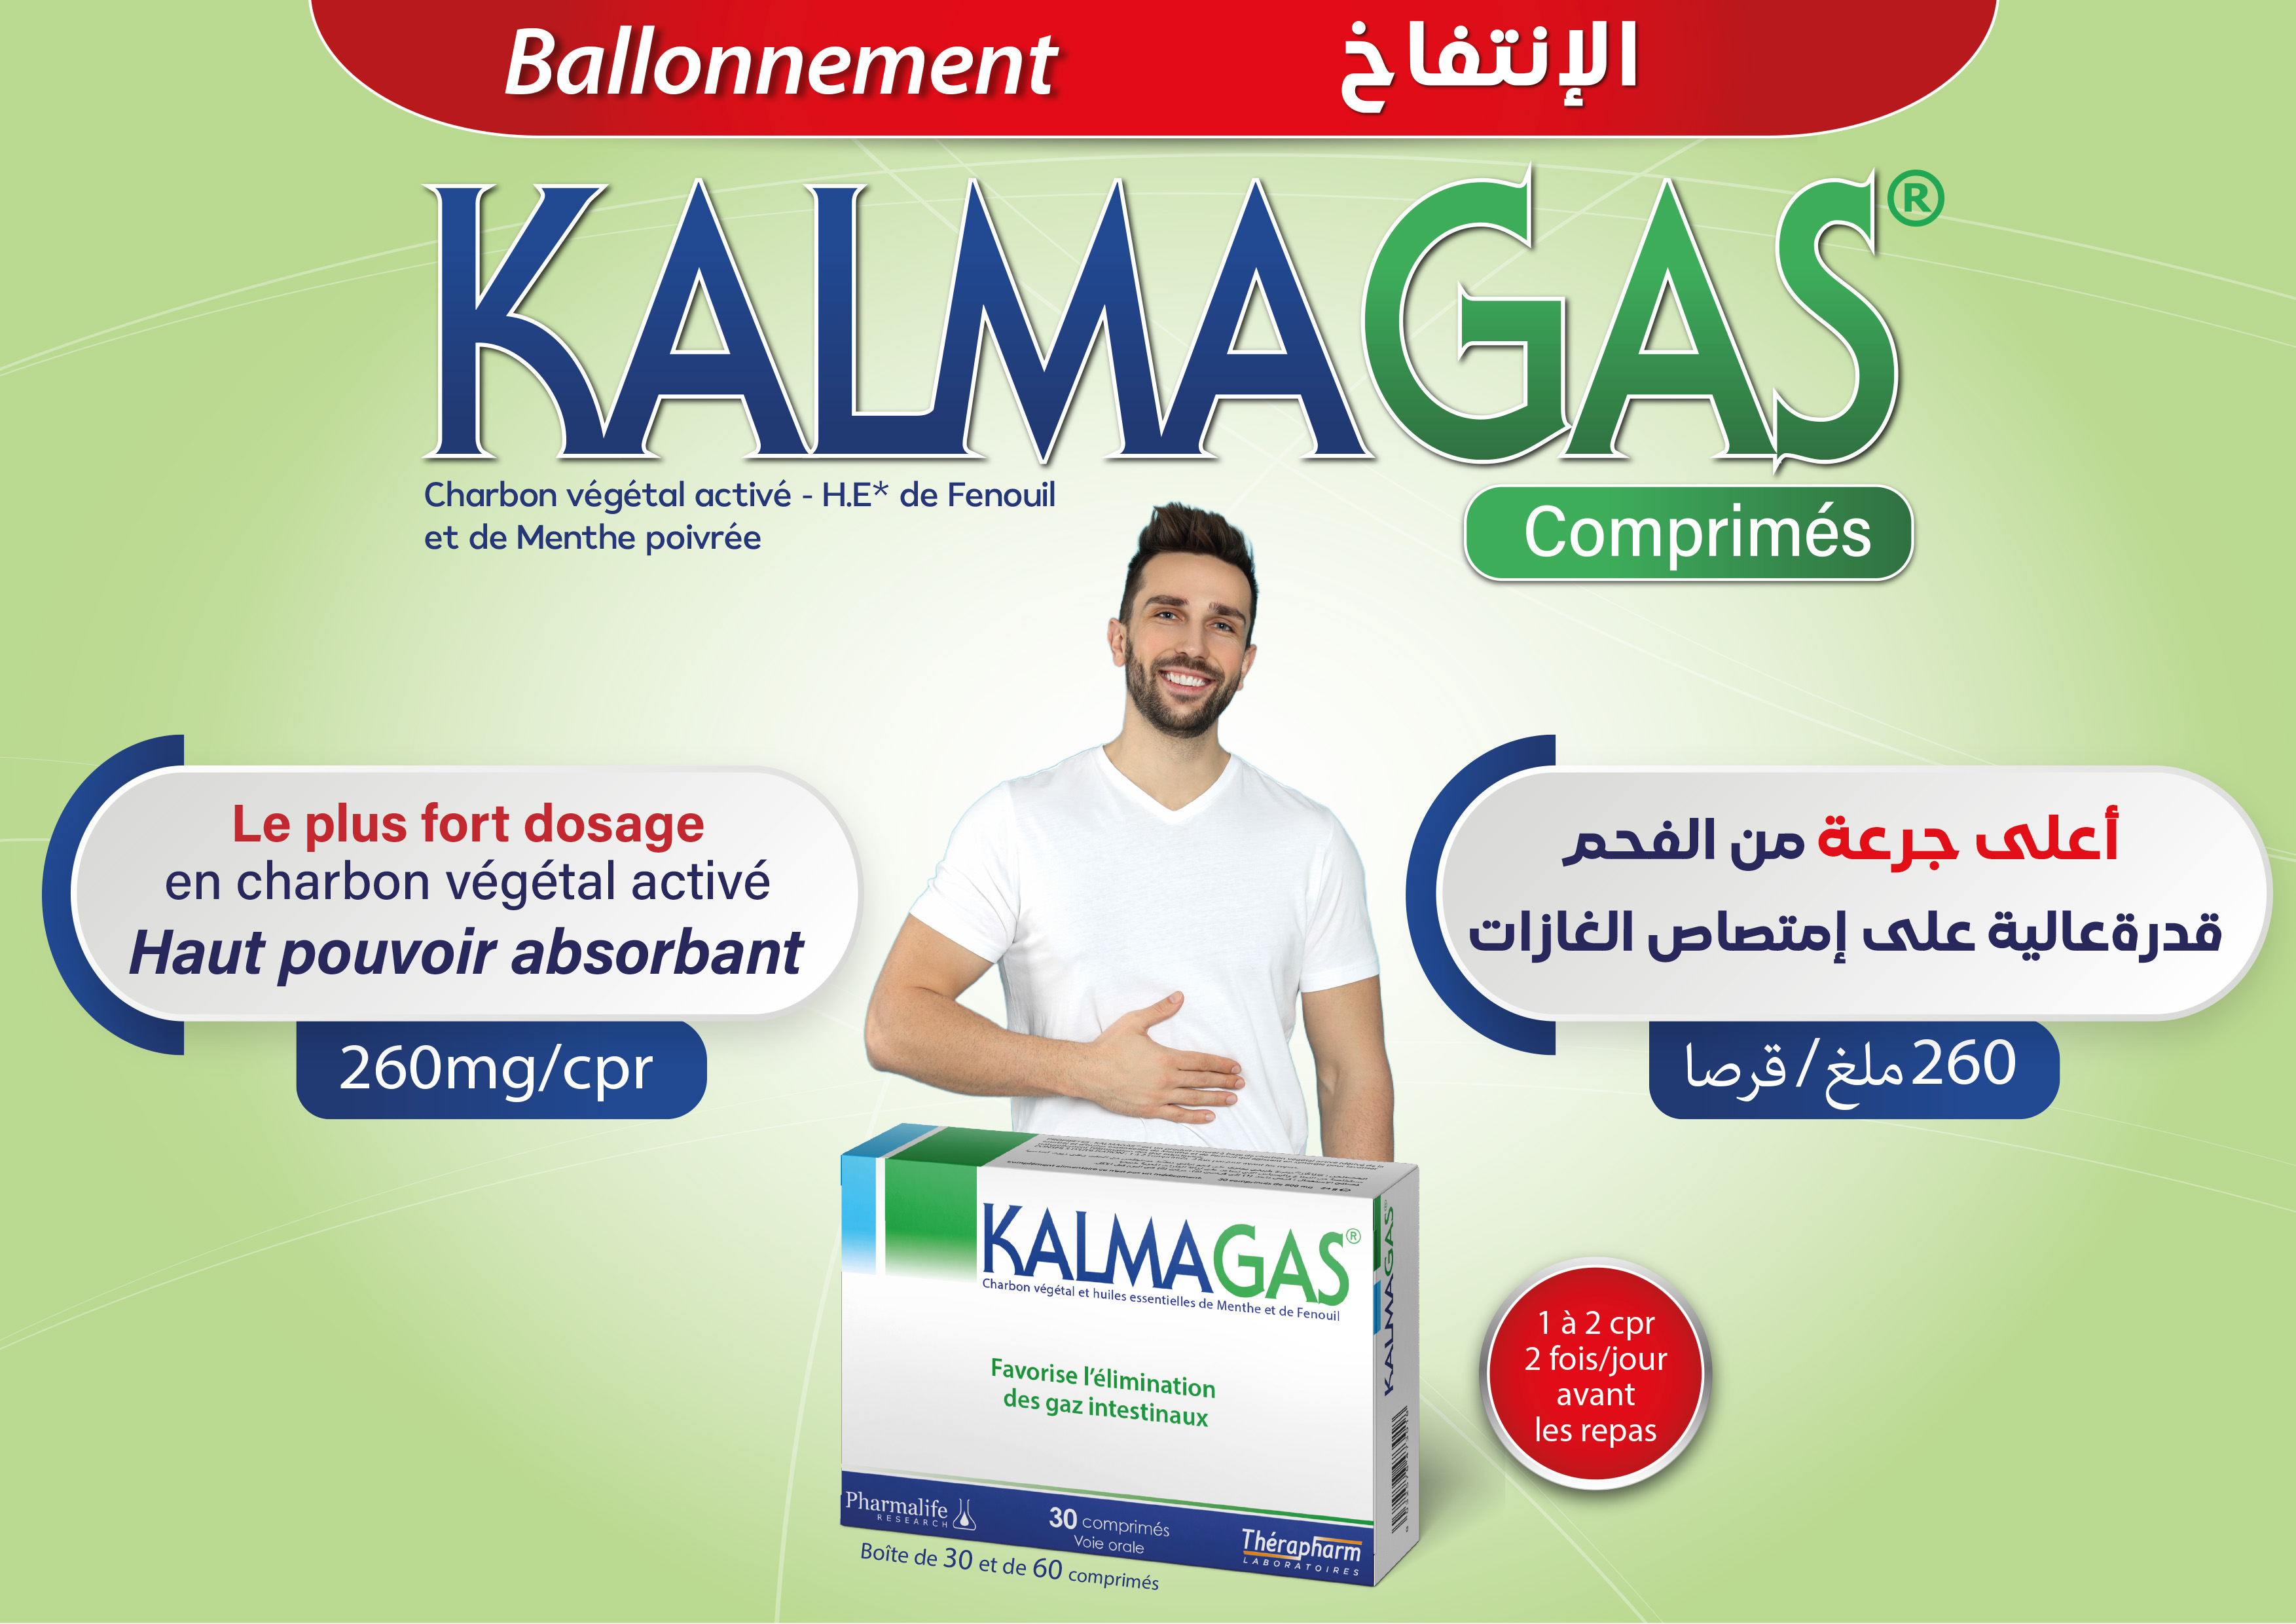 Ballonnement
الإنتفاخ
KALMAGAS®
Charbon végétal activé - H.E* de Fenouil
et de Menthe poivrée
Comprimés
Le plus fort dosage
en charbon végétal activé
Haut pouvoir absorbant
260mg/cpr
أعلى جرعة من الفحم
قدرةعالية على إمتصاص الغازات
260ملغ/قرصا
KALMAGAS®
Charbon végétal et huiles essentielles de Menthe et de Fenouil
Favorise l'élimination
des gaz intestinaux
Pharmalife
RESEARCH
30 comprimés
Voie orale
Thérapharm
LABORATOIRES
KALMAGAS
Boîte de 30 et de 60 comprimés
1 à 2 cpr
2 fois/jour
avant
les repas